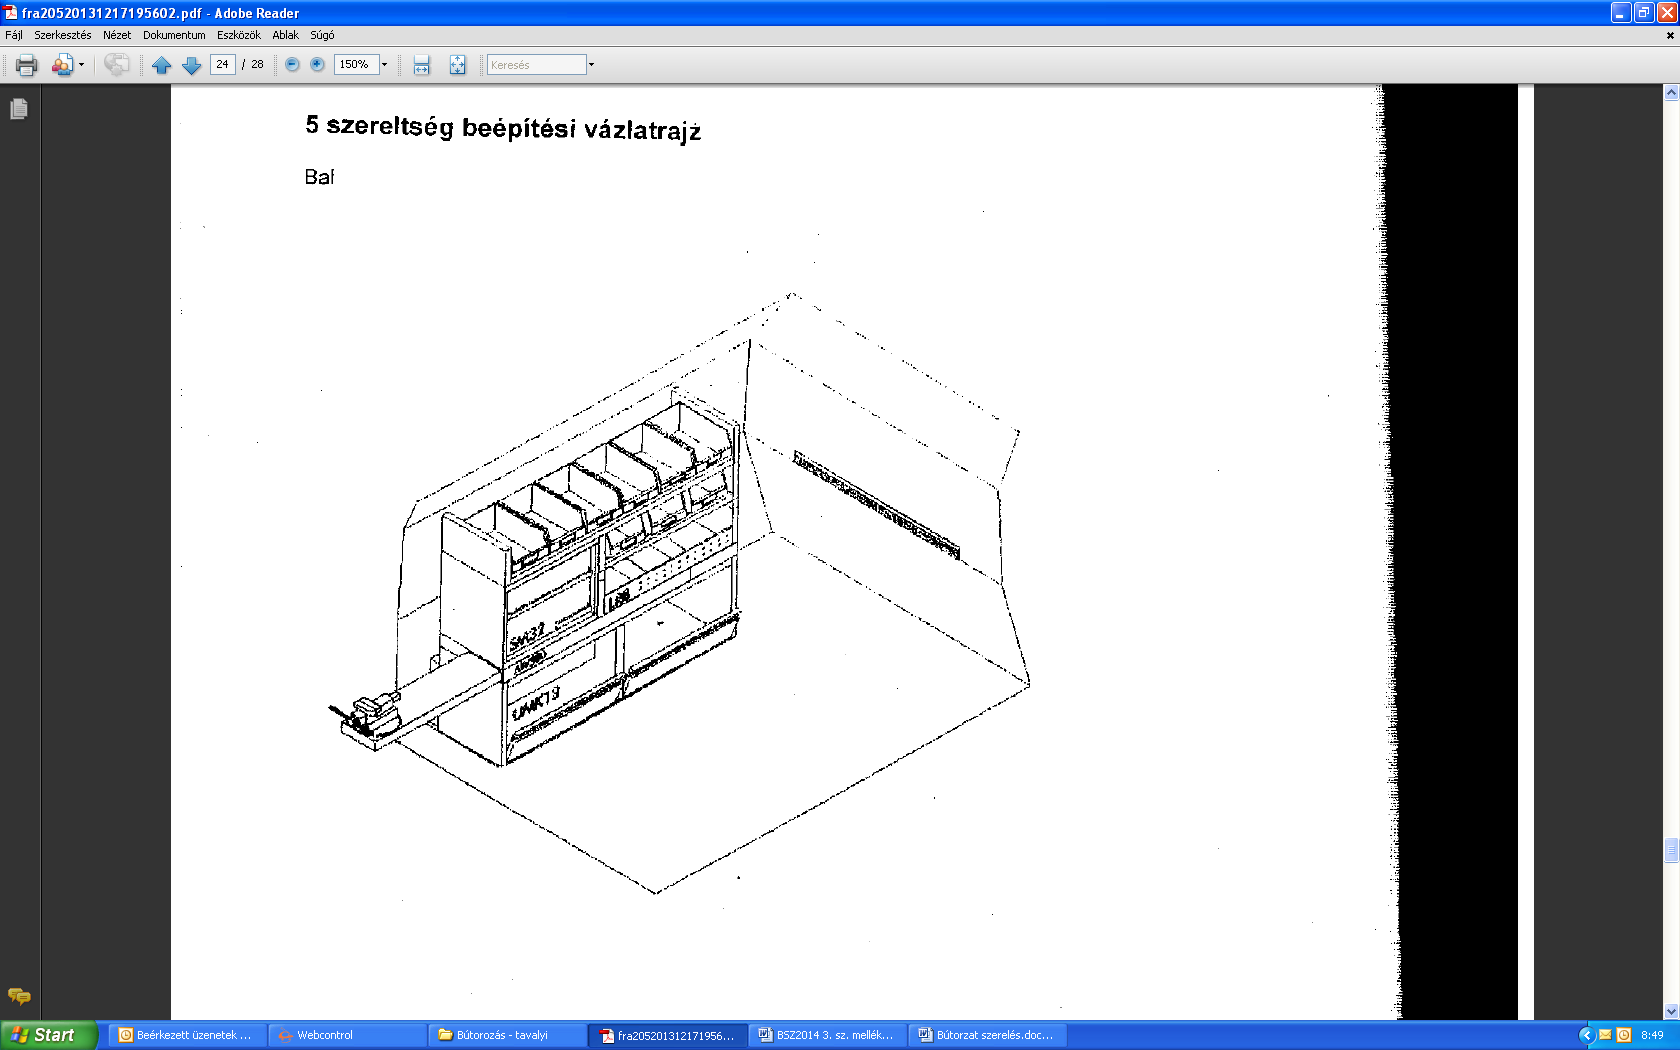 fra20520131217195602.pdf - Adobe Reader
Fájl Szerkesztés Nézet Dokumentum Eszközök Ablak Súgó
24 / 28 150% Keresés
5 szereltség beépítési vázlatrajz
Bal
SM32
Start Beérkezett üzenetek ... Webcontrol Bútorozás - tavalyi fra205201312171956... BSZ2014 3. sz. mellék... Bútorzat szerelés.doc... 8:49